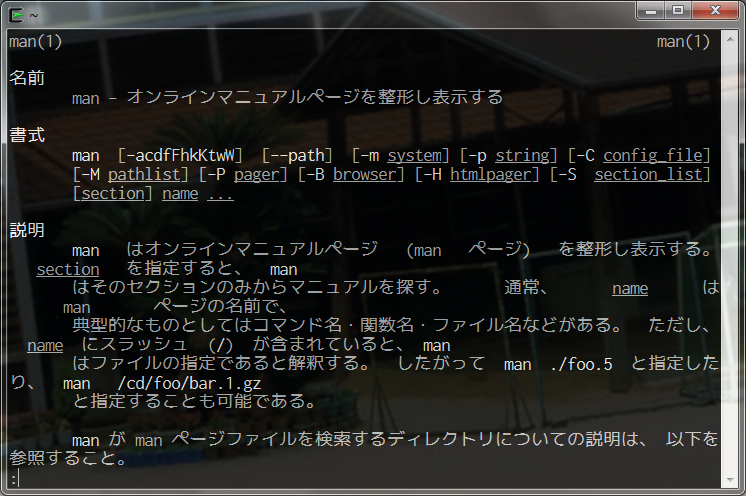 ~
man(1) man(1)
名前
man - オンラインマニュアルページを整形し表示する
書式
man [-acdfFhkKtwW] [--path] [-m system] [-p string] [-C config_file]
[-M pathlist] [-P pager] [-B browser] [-H htmlpager] [-S section_list]
[section] name ...
説明
man はオンラインマニュアルページ (man ページ) を整形し表示する。
section を指定すると、 man
はそのセクションのみからマニュアルを探す。 通常、 name は
man ページの名前で、
典型的なものとしてはコマンド名・関数名・ファイル名などがある。 ただし、
name にスラッシュ (/) が含まれていると、 man
はファイルの指定であると解釈する。 したがって man ./foo.5 と指定した
り、 man /cd/foo/bar.1.gz
と指定することも可能である。
man が man ページファイルを検索するディレクトリについての説明は、 以下を
参照すること。
: